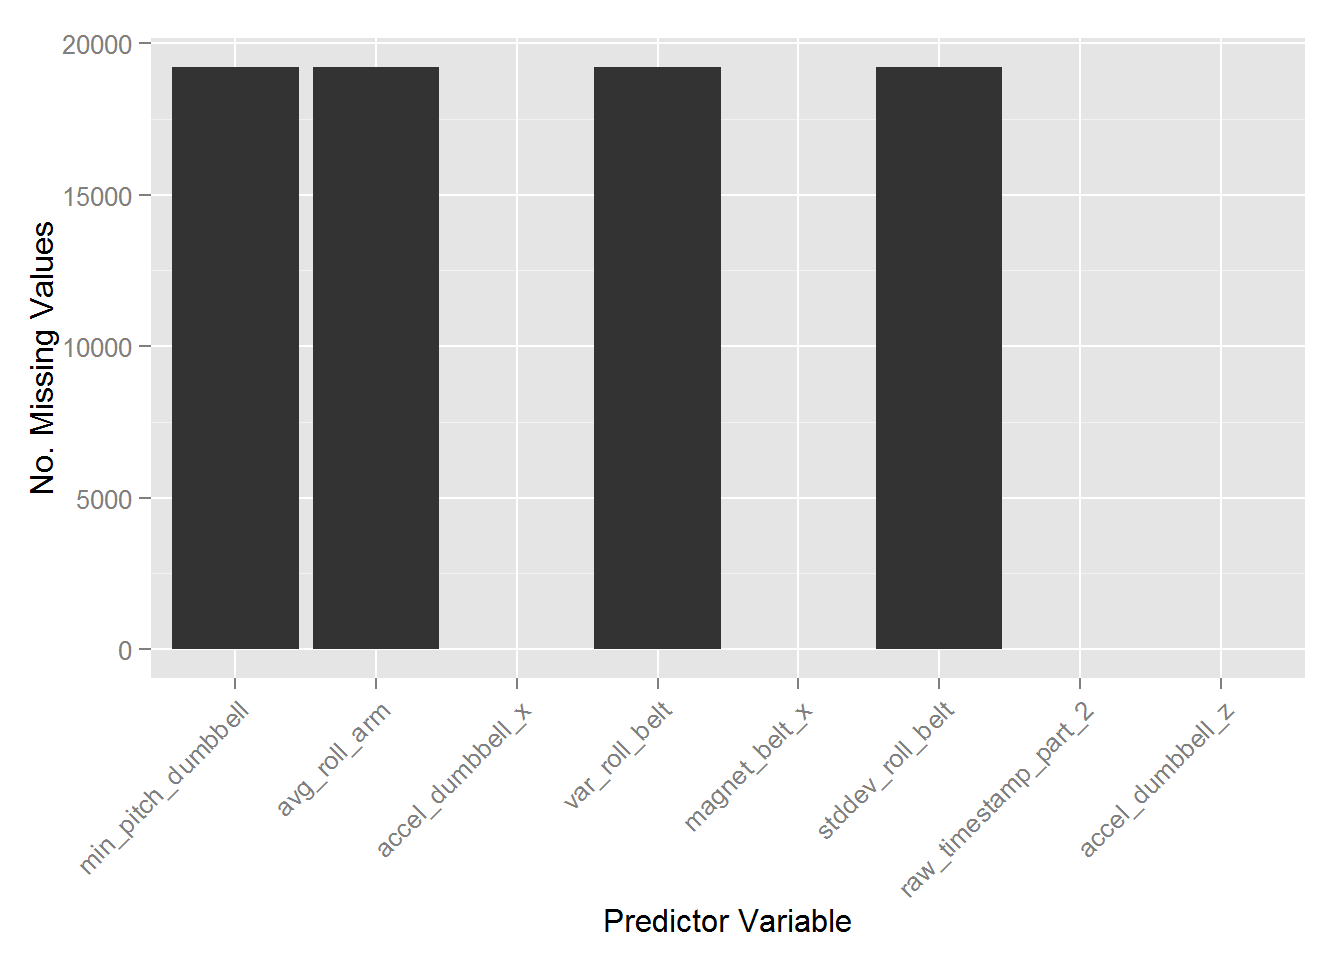 20000
15000
10000
5000
0
No. Missing Values
min_pitch_dumbbell
avg_roll_arm
accel_dumbbell_x
var_roll_belt
magnet_belt_x
stddev_roll_belt
raw_timestamp_part_2
accel_dumbbell_z
Predictor Variable